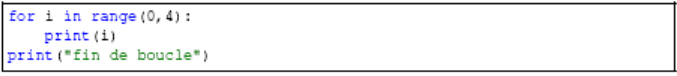 for i in range(0,4):
    print(i)
print("fin de boucle")